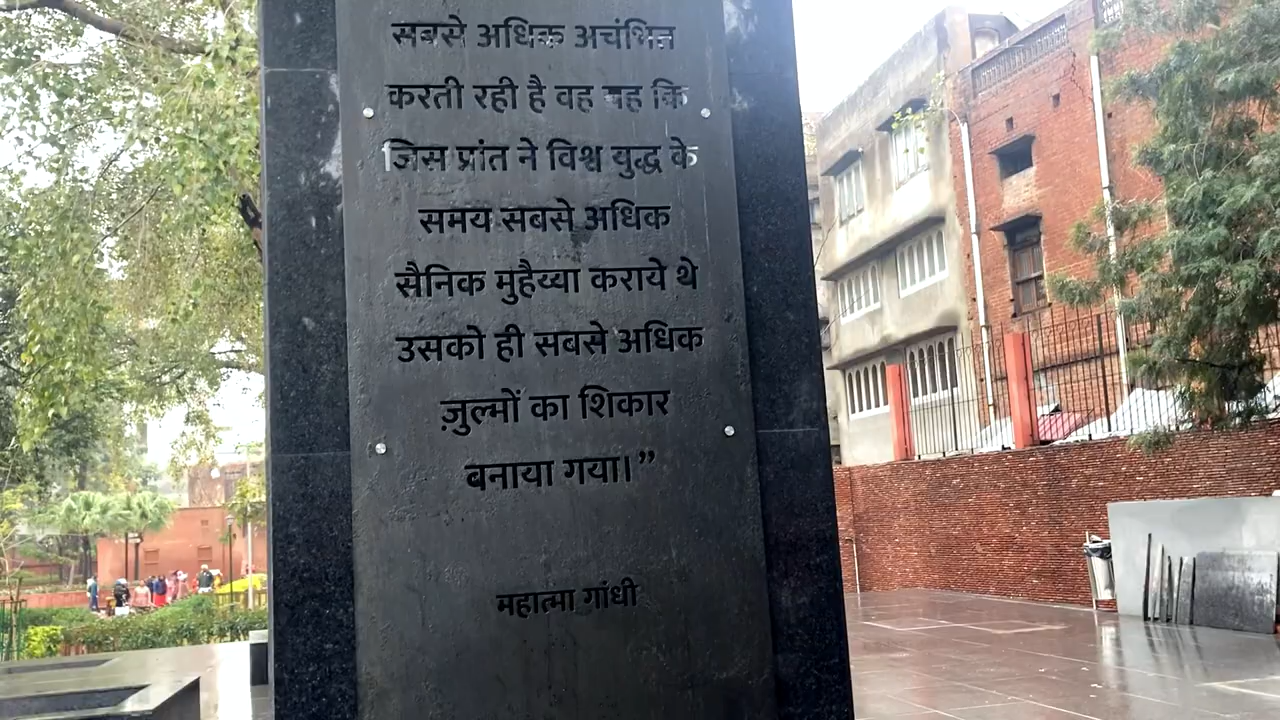 सबसे अधिक अचंभित
करती रही है वह यह कि
जिस प्रांत ने विश्व युद्ध के
समय सबसे अधिक
सैनिक मुहैय्या कराये थे
उसको ही सबसे अधिक
ज़ुल्मों का शिकार
बनाया गया।”
महात्मा गांधी